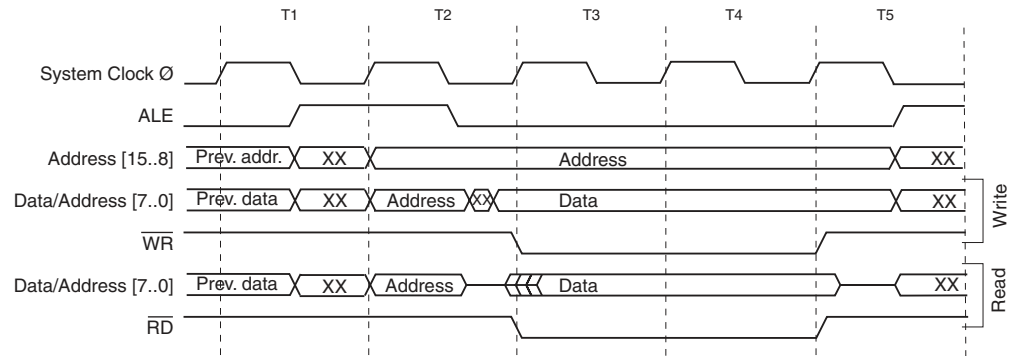 T1 T2 T3 T4 T5
System Clock Ø
ALE
Address [15..8] Prev. addr. XX Address XX
Data/Address [7..0] Prev. data XX Address XX Data XX
WR
Write
Data/Address [7..0] Prev. data XX Address Data XX
RD
Read